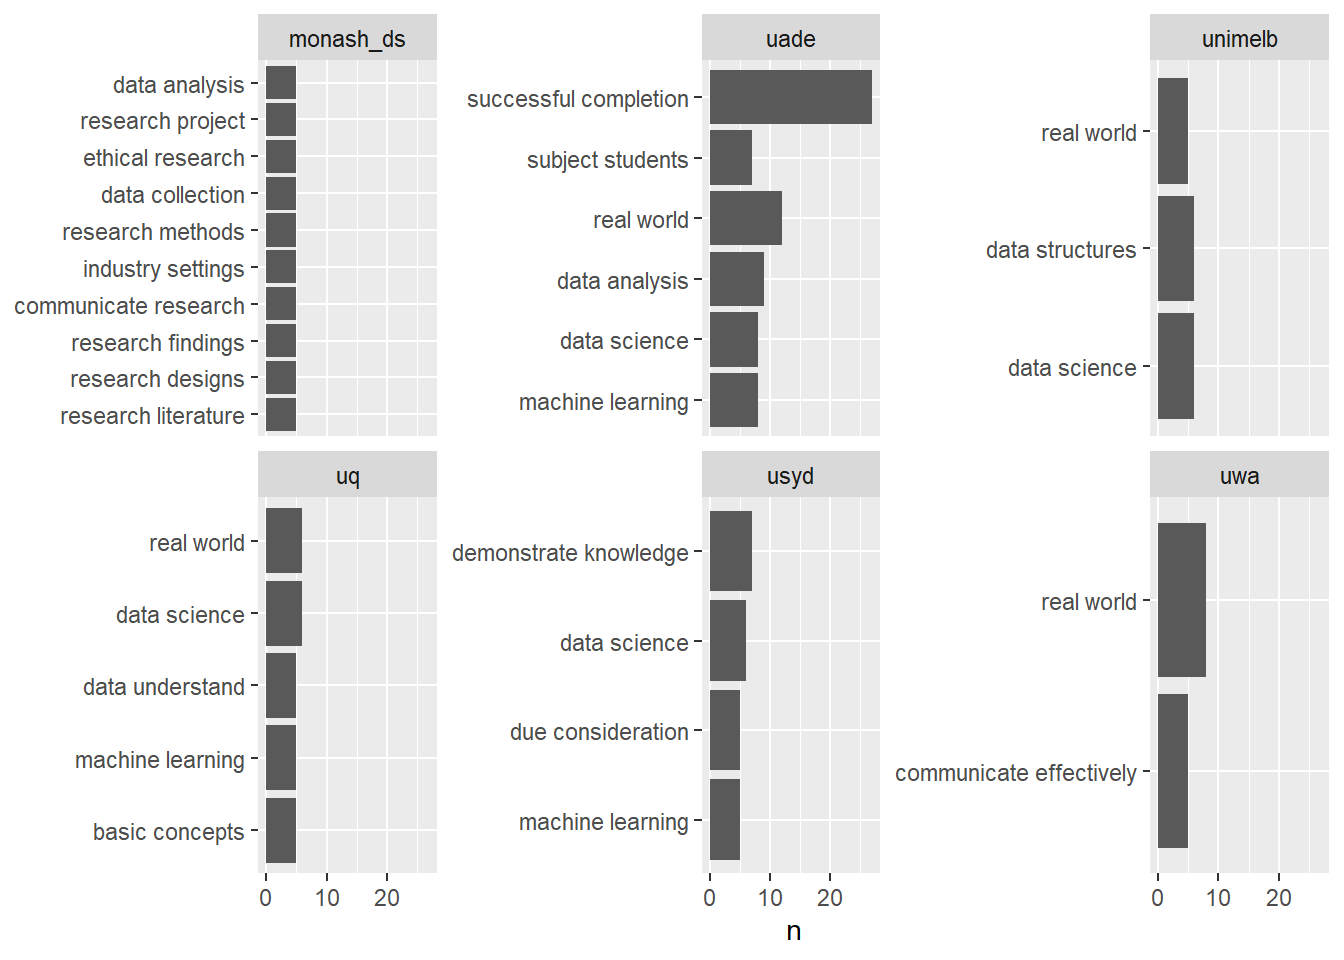 monash_ds
data analysis
research project
ethical research
data collection
research methods
industry settings
communicate research
research findings
research designs
research literature
uade
successful completion
subject students
real world
data analysis
data science
machine learning
unimelb
real world
data structures
data science
uq
real world
data science
data understand
machine learning
basic concepts
0 10 20
usyd
demonstrate knowledge
data science
due consideration
machine learning
0 10 20
uwa
real world
communicate effectively
0 10 20
n